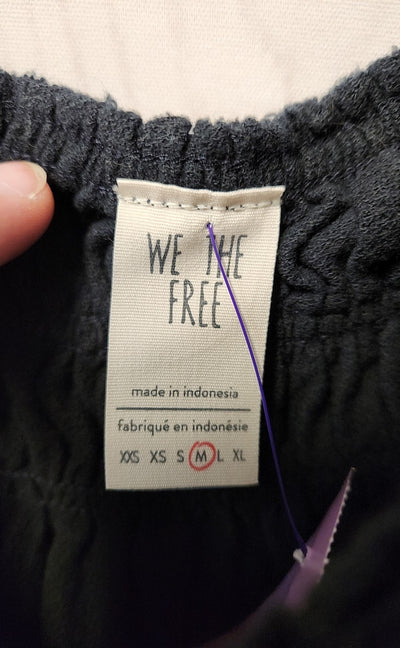 WE THE
FREE
made in indonesia
fabriqué en indonésie
XXS XS S M L XL